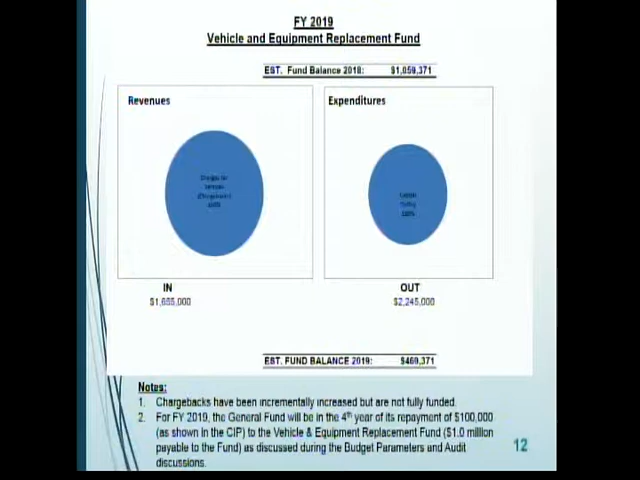 FY 2019
Vehicle and Equipment Replacement Fund
EST. Fund Balance 2018: $1,059,371
Revenues
Expenditures
IN
OUT
$1,655,000
$2,245,000
EST. FUND BALANCE 2019: $469,371
Notes:
1. Chargebacks have been incrementally increased but are not fully funded.
2. For FY 2019, the General Fund will be in the 4th year of its repayment of $100,000
(as shown in the CIP) to the Vehicle & Equipment Replacement Fund ($1.0 million
payable to the Fund) as discussed during the Budget Parameters and Audit
discussions.
12